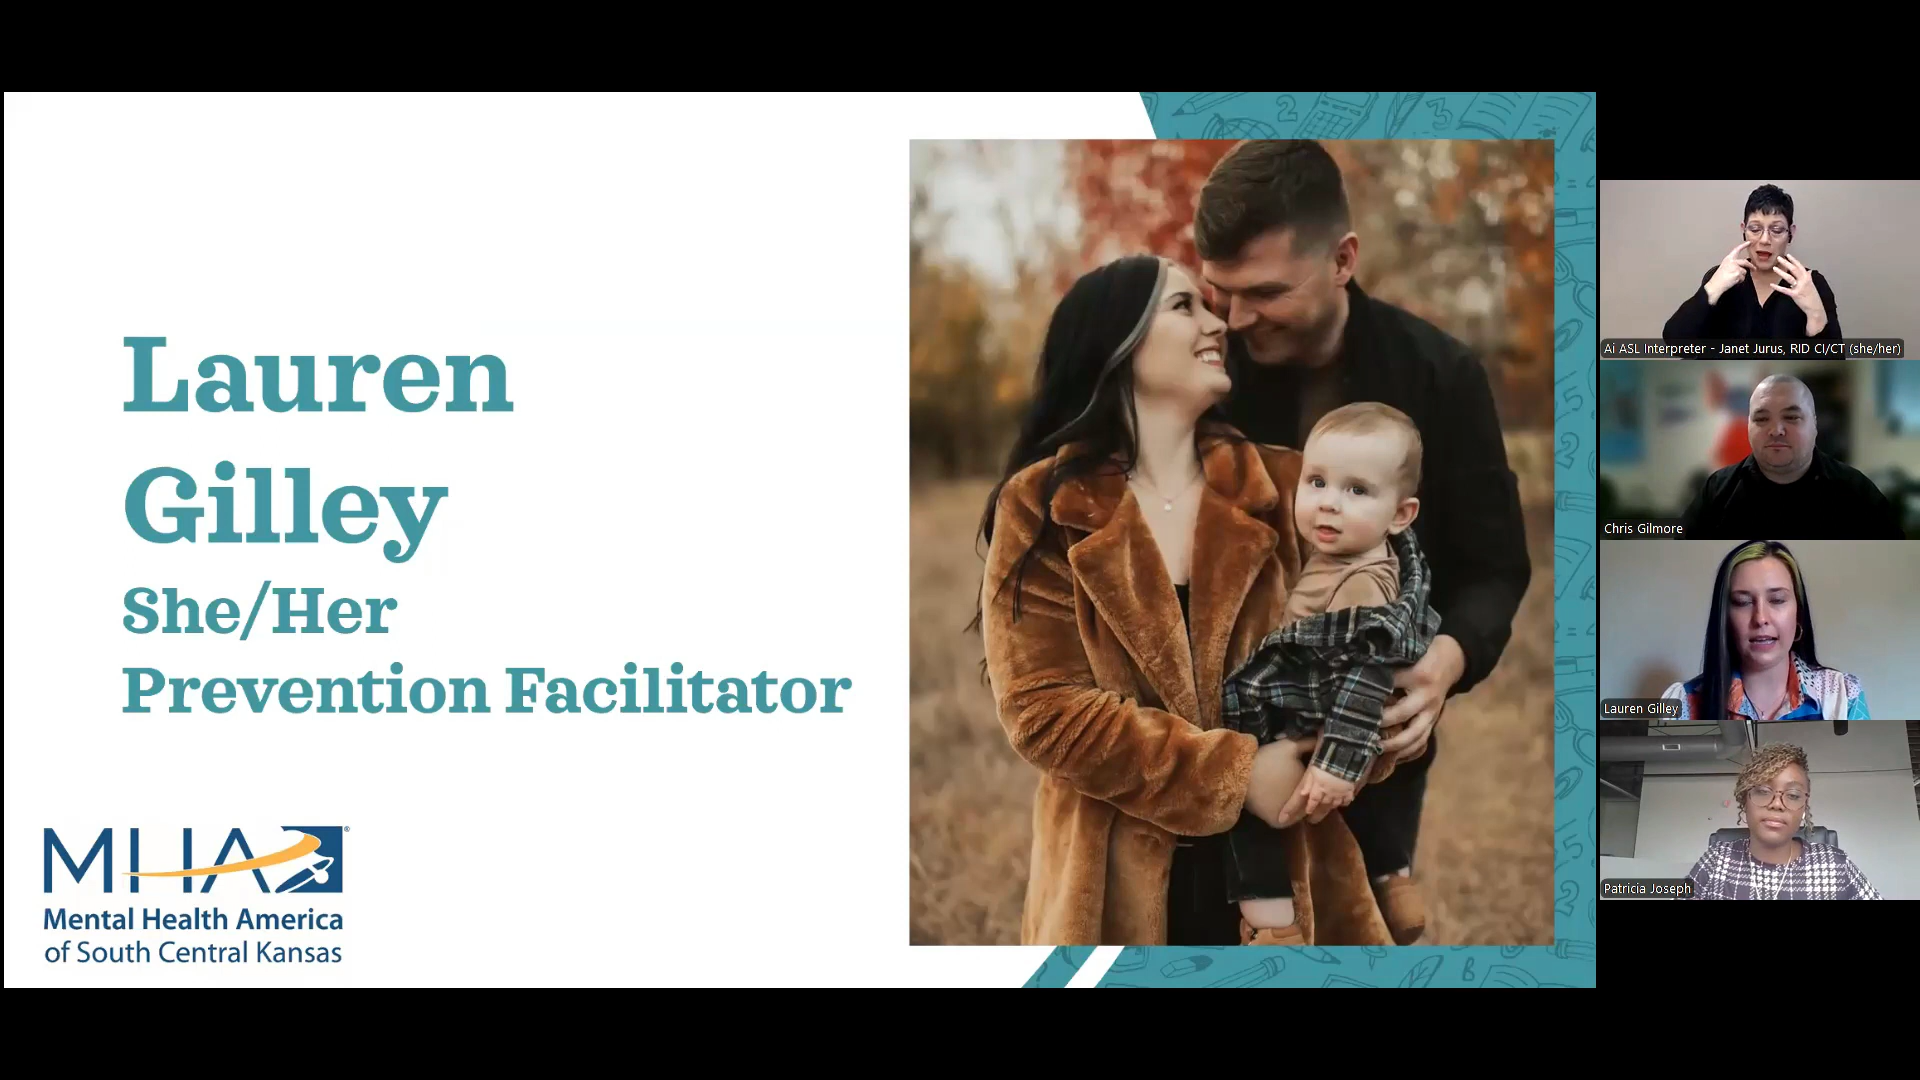 Lauren
Gilley
She/Her
Prevention Facilitator
MHA®
Mental Health America
of South Central Kansas
Ai ASL Interpreter - Janet Jurus, RID CI/CT (she/her)
Chris Gilmore
Lauren Gilley
Patricia Joseph